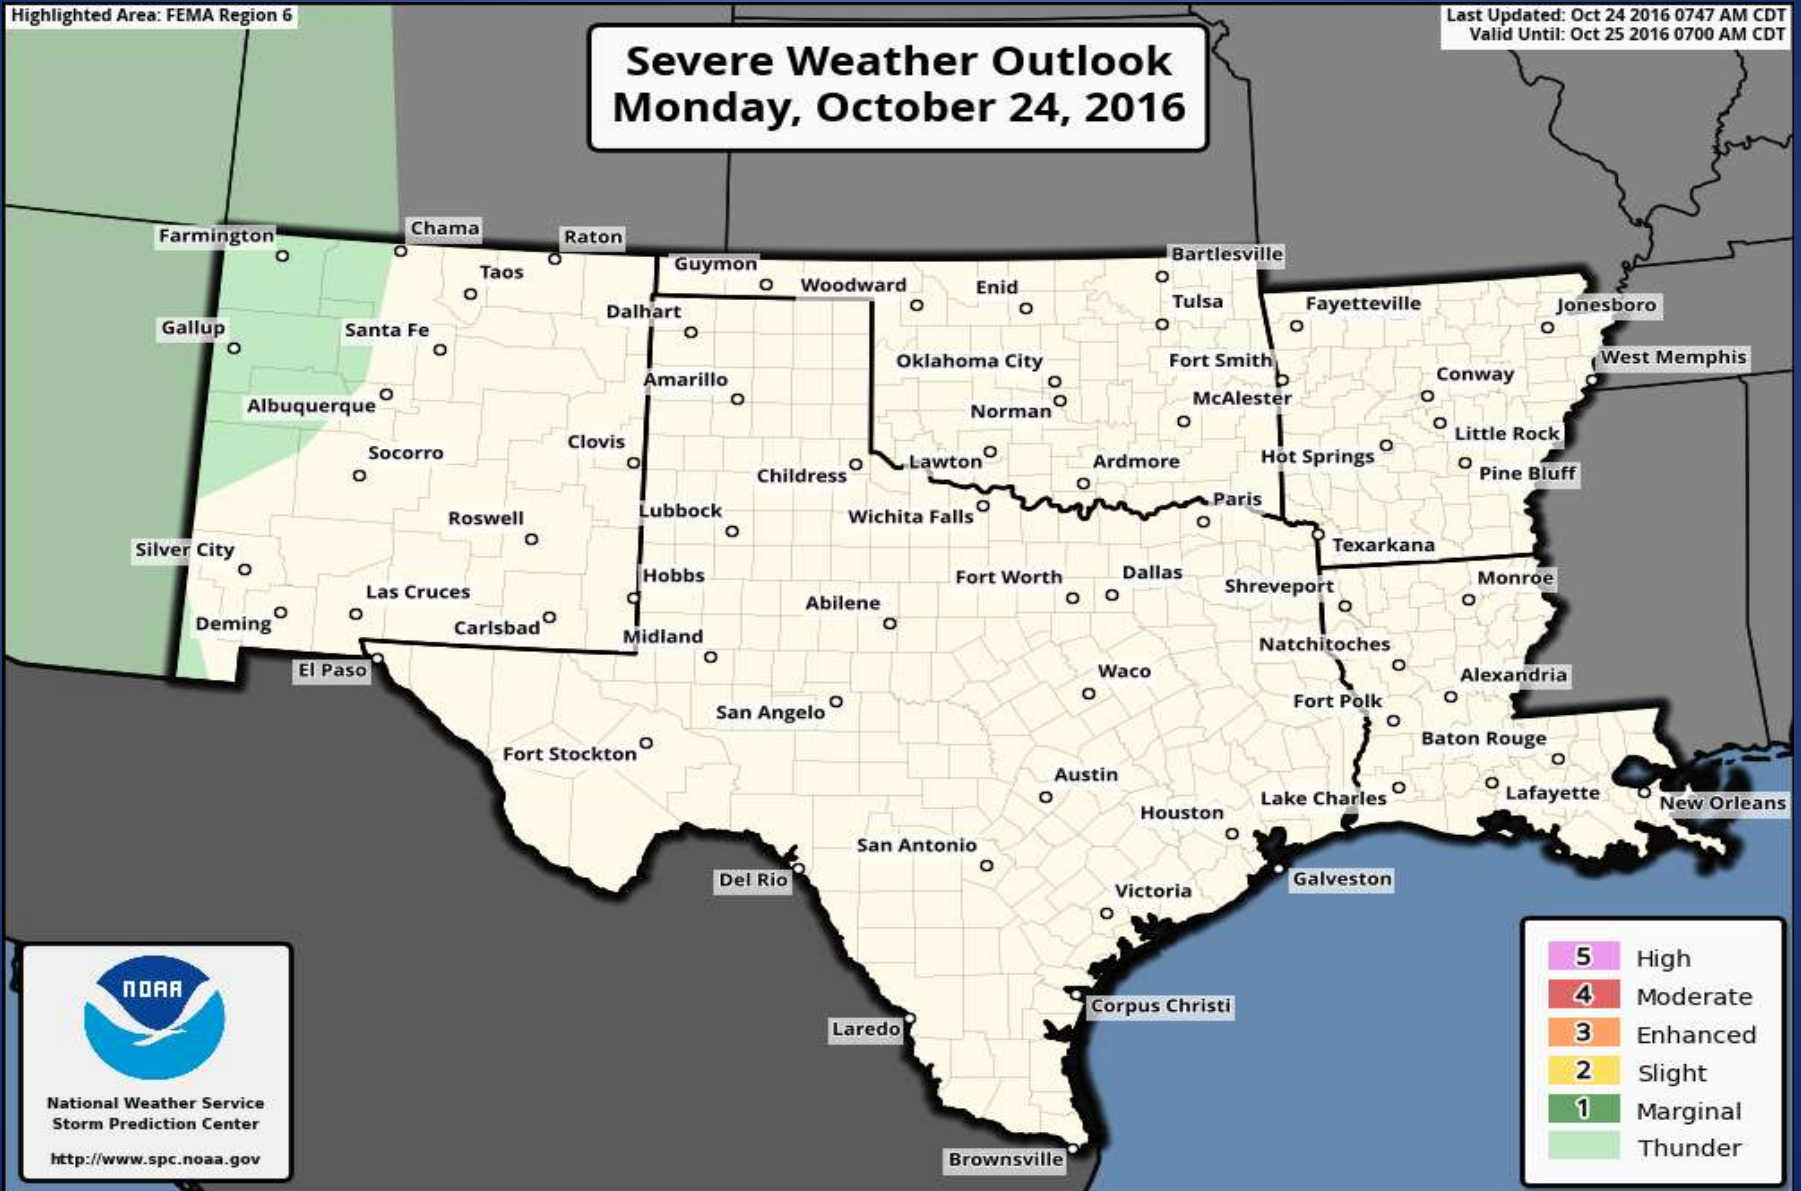 Highlighted Area: FEMA Region 6
Last Updated: Oct 24 2016 0747 AM CDT
Valid Until: Oct 25 2016 0700 AM CDT
Severe Weather Outlook
Monday, October 24, 2016
Farmington
Chama
Raton
Taos
Gallup
Santa Fe
Albuquerque
Socorro
Clovis
Roswell
Silver City
Las Cruces
Deming
Carlsbad
Hobbs
Guymon
Woodward
Enid
Bartlesville
Tulsa
Oklahoma City
Norman
McAlester
Lawton
Ardmore
Fayetteville
Jonesboro
West Memphis
Fort Smith
Conway
Little Rock
Hot Springs
Pine Bluff
Texarkana
Dalhart
Amarillo
Childress
Lubbock
Wichita Falls
Paris
Fort Worth
Dallas
Abilene
Midland
El Paso
San Angelo
Waco
Fort Stockton
Austin
Houston
San Antonio
Del Rio
Victoria
Galveston
Corpus Christi
Laredo
Brownsville
Shreveport
Monroe
Natchitoches
Alexandria
Fort Polk
Baton Rouge
Lake Charles
Lafayette
New Orleans
NOAA
National Weather Service
Storm Prediction Center
http://www.spc.noaa.gov
5 High
4 Moderate
3 Enhanced
2 Slight
1 Marginal
Thunder